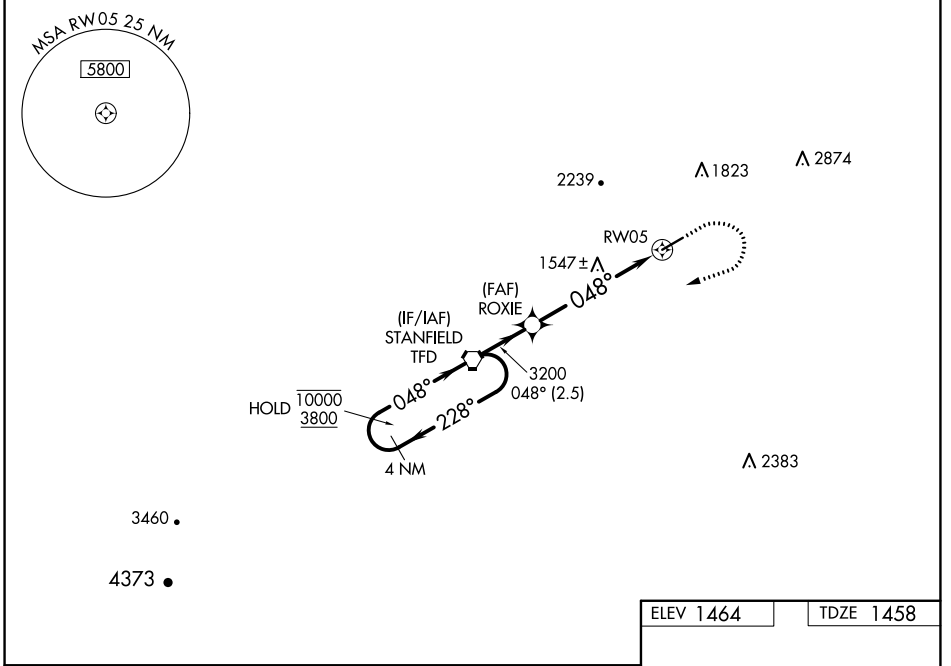 MSA RW05 25 NM
5800
2239
1823
2874
RW05
1547±
(FAF)
ROXIE
048°
(IF/IAF)
STANFIELD
TFD
3200
048° (2.5)
HOLD
10000
3800
048°
228°
4 NM
2383
3460
4373
ELEV 1464
TDZE 1458